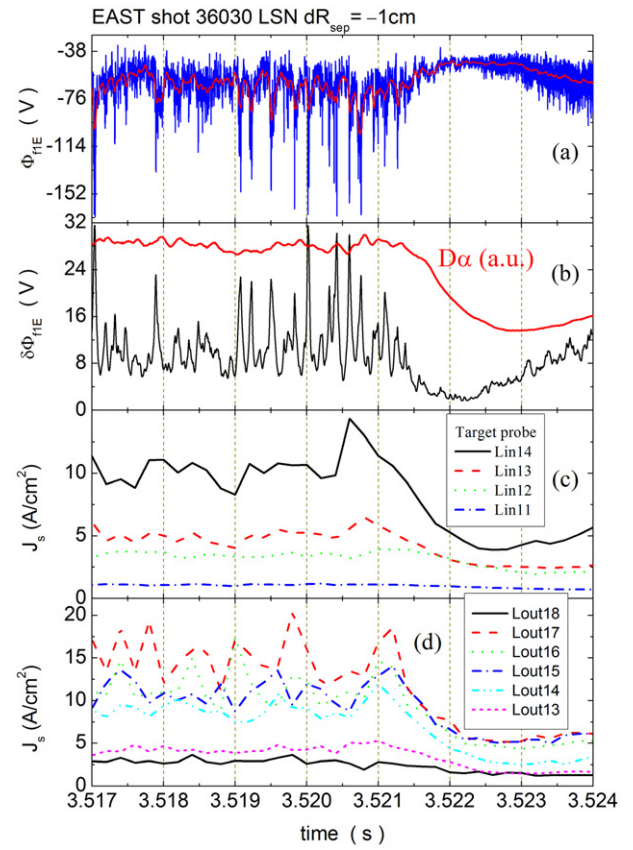 EAST shot 36030 LSN dR_sep = −1cm
-38
-76
-114
-152
Φ_f1E ( V )
(a)
32
24
16
8
0
δΦ_f1E ( V )
Dα (a.u.)
(b)
10
5
0
J_s (A/cm²)
Target probe
Lin14
Lin13
Lin12
Lin11
(c)
20
15
10
5
0
J_s (A/cm²)
(d)
Lout18
Lout17
Lout16
Lout15
Lout14
Lout13
3.517 3.518 3.519 3.520 3.521 3.522 3.523 3.524
time ( s )